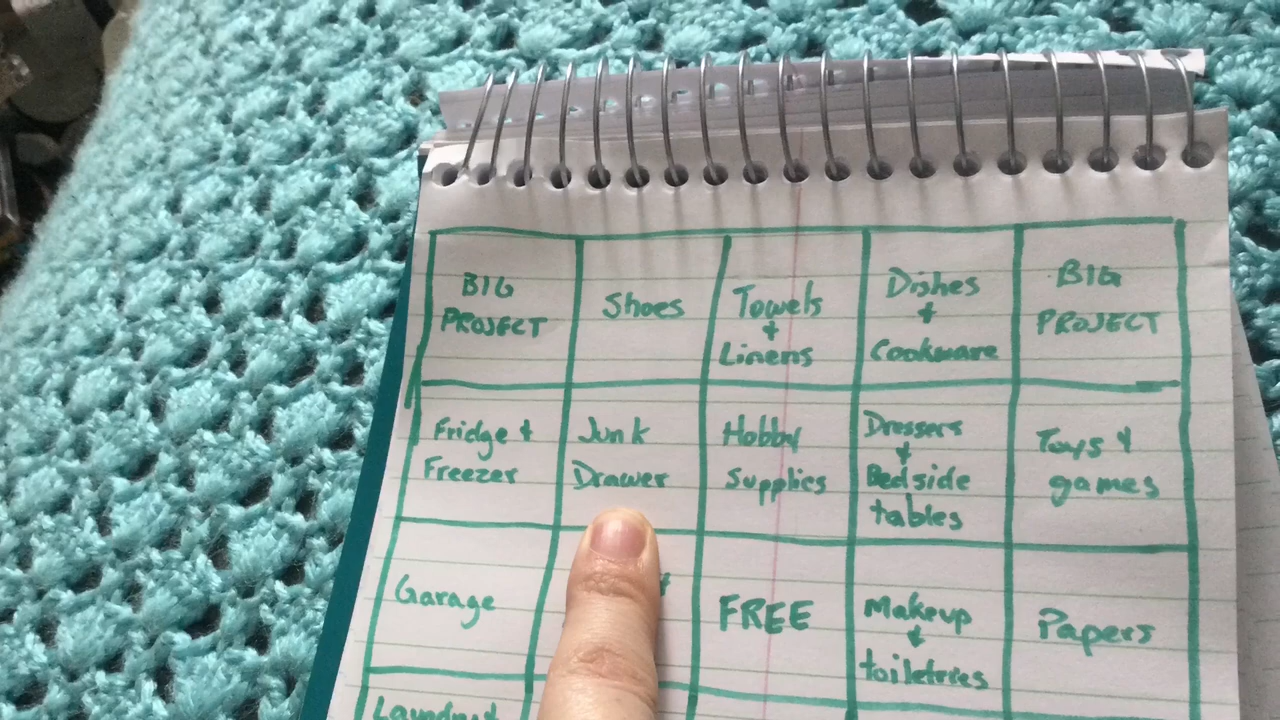 BIG
PROJECT
Shoes
Towels
&
Linens
Dishes
&
Cookware
BIG
PROJECT
Fridge &
Freezer
Junk
Drawer
Hobby
Supplies
Dressers
&
Bedside
tables
Toys &
games
Garage
&
FREE
Makeup
&
toiletries
Papers
Laundry